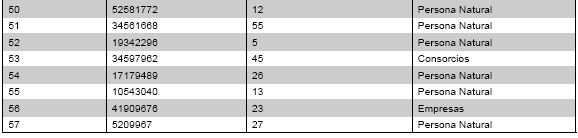 50 52581772 12 Persona Natural
51 34561668 55 Persona Natural
52 19342296 5 Persona Natural
53 34597962 45 Consorcios
54 17179489 26 Persona Natural
55 10543040 13 Persona Natural
56 41909676 23 Empresas
57 5209967 27 Persona Natural